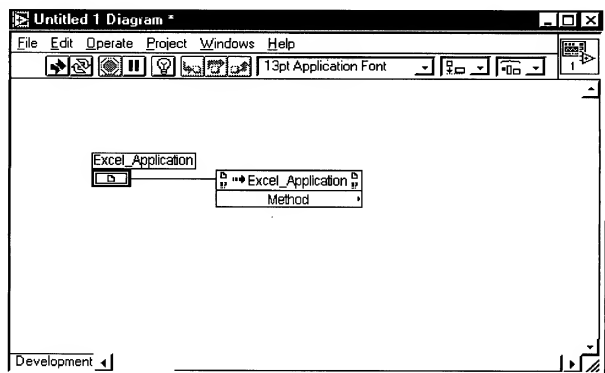 Untitled 1 Diagram *
File Edit Operate Project Windows Help
13pt Application Font
1
Excel_Application
Excel_Application
Method
Development